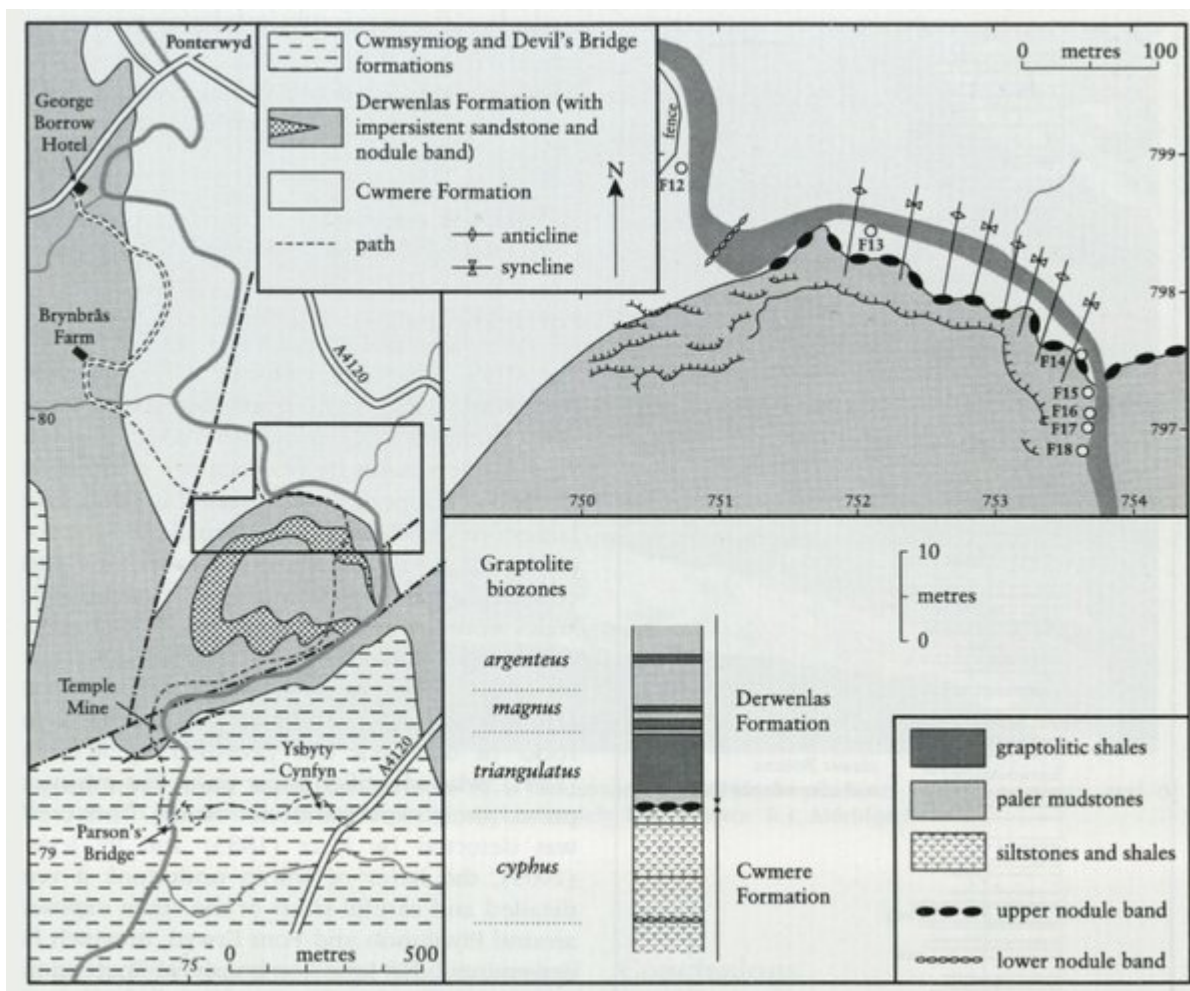 Ponterwyd
George
Borrow
Hotel
Brynbrâs
Farm
A4120
80
Temple
Mine
Ysbyty
Cynfyn
A4120
Parson's
Bridge
79
75
0 metres 500
Cwmsymiog and Devil's Bridge
formations
Derwenlas Formation (with
impersistent sandstone and
nodule band)
Cwmere Formation
path
anticline
syncline
N
0 metres 100
fence
F12
F13
F14
F15
F16
F17
F18
799
798
797
750 751 752 753 754
Graptolite
biozones
argenteus
magnus
triangulatus
cyphus
10
metres
0
Derwenlas
Formation
Cwmere
Formation
graptolitic shales
paler mudstones
siltstones and shales
upper nodule band
lower nodule band